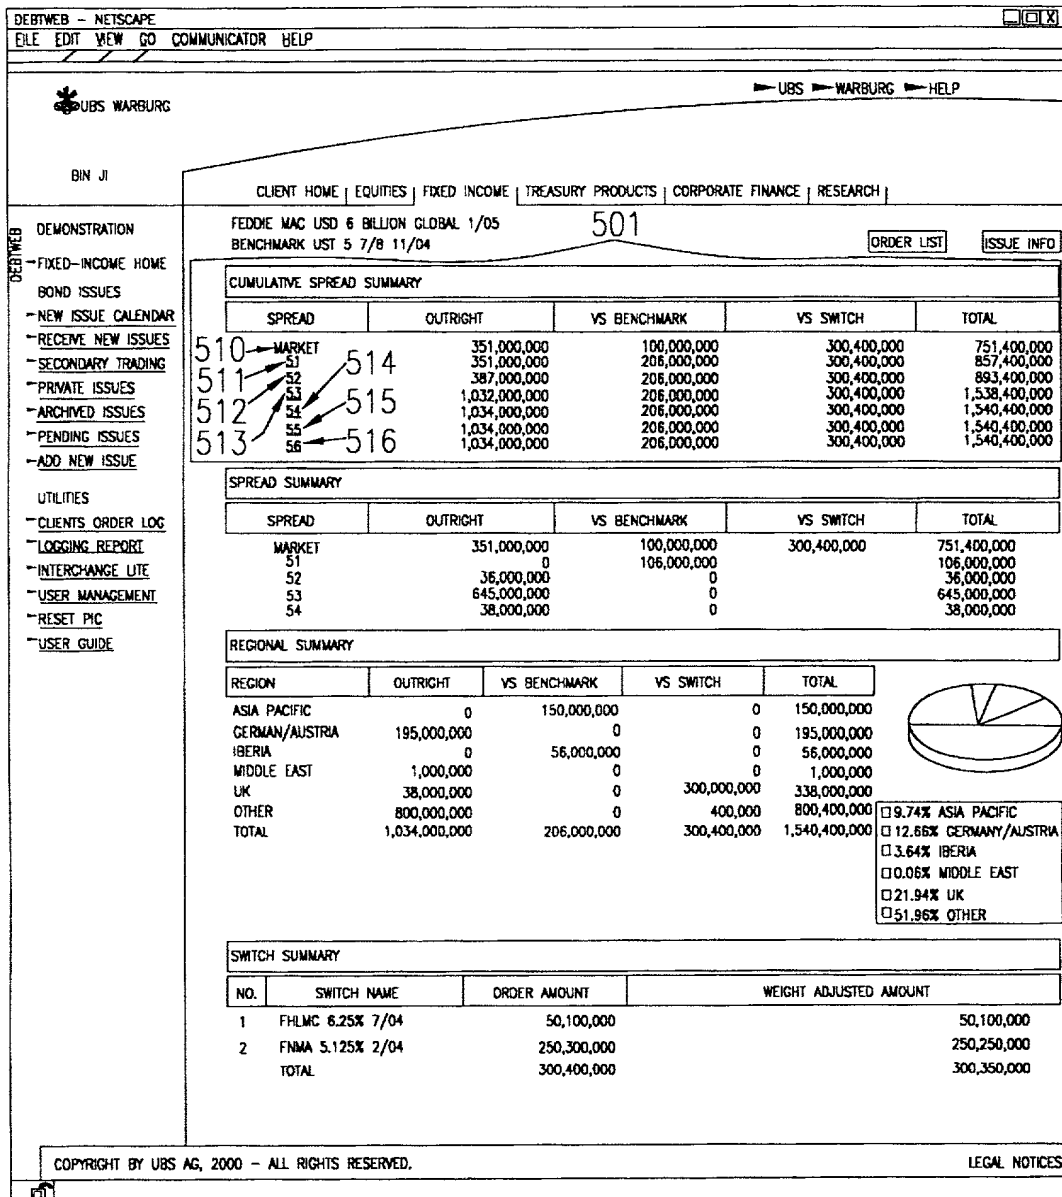 DEBTWEB – NETSCAPE
FILE EDIT VIEW GO COMMUNICATOR HELP
UBS WARBURG
UBS WARBURG HELP
BIN JI
CLIENT HOME | EQUITIES | FIXED INCOME | TREASURY PRODUCTS | CORPORATE FINANCE | RESEARCH |
DEBTWEB
DEMONSTRATION
FIXED–INCOME HOME
BOND ISSUES
NEW ISSUE CALENDAR
RECEIVE NEW ISSUES
SECONDARY TRADING
PRIVATE ISSUES
ARCHIVED ISSUES
PENDING ISSUES
ADD NEW ISSUE
UTILITIES
CLIENTS ORDER LOG
LOGGING REPORT
INTERCHANGE LITE
USER MANAGEMENT
RESET PIC
USER GUIDE
FEDDIE MAC USD 6 BILLION GLOBAL 1/05
BENCHMARK UST 5 7/8 11/04
501
ORDER LIST ISSUE INFO
CUMULATIVE SPREAD SUMMARY
SPREAD OUTRIGHT VS BENCHMARK VS SWITCH TOTAL
510 MARKET 351,000,000 100,000,000 300,400,000 751,400,000
511 51 514 351,000,000 206,000,000 300,400,000 857,400,000
512 52 387,000,000 206,000,000 300,400,000 893,400,000
513 53 1,032,000,000 206,000,000 300,400,000 1,538,400,000
54 515 1,034,000,000 206,000,000 300,400,000 1,540,400,000
55 1,034,000,000 206,000,000 300,400,000 1,540,400,000
56 516 1,034,000,000 206,000,000 300,400,000 1,540,400,000
SPREAD SUMMARY
SPREAD OUTRIGHT VS BENCHMARK VS SWITCH TOTAL
MARKET 351,000,000 100,000,000 300,400,000 751,400,000
51 0 106,000,000 106,000,000
52 36,000,000 0 36,000,000
53 645,000,000 0 645,000,000
54 38,000,000 0 38,000,000
REGIONAL SUMMARY
REGION OUTRIGHT VS BENCHMARK VS SWITCH TOTAL
ASIA PACIFIC 0 150,000,000 0 150,000,000
GERMAN/AUSTRIA 195,000,000 0 0 195,000,000
IBERIA 0 56,000,000 0 56,000,000
MIDDLE EAST 1,000,000 0 0 1,000,000
UK 38,000,000 0 300,000,000 338,000,000
OTHER 800,000,000 0 400,000 800,400,000
TOTAL 1,034,000,000 206,000,000 300,400,000 1,540,400,000
9.74% ASIA PACIFIC
12.66% GERMANY/AUSTRIA
3.64% IBERIA
0.06% MIDDLE EAST
21.94% UK
51.96% OTHER
SWITCH SUMMARY
NO. SWITCH NAME ORDER AMOUNT WEIGHT ADJUSTED AMOUNT
1 FHLMC 6.25% 7/04 50,100,000 50,100,000
2 FNMA 5.125% 2/04 250,300,000 250,250,000
TOTAL 300,400,000 300,350,000
COPYRIGHT BY UBS AG, 2000 – ALL RIGHTS RESERVED. LEGAL NOTICES